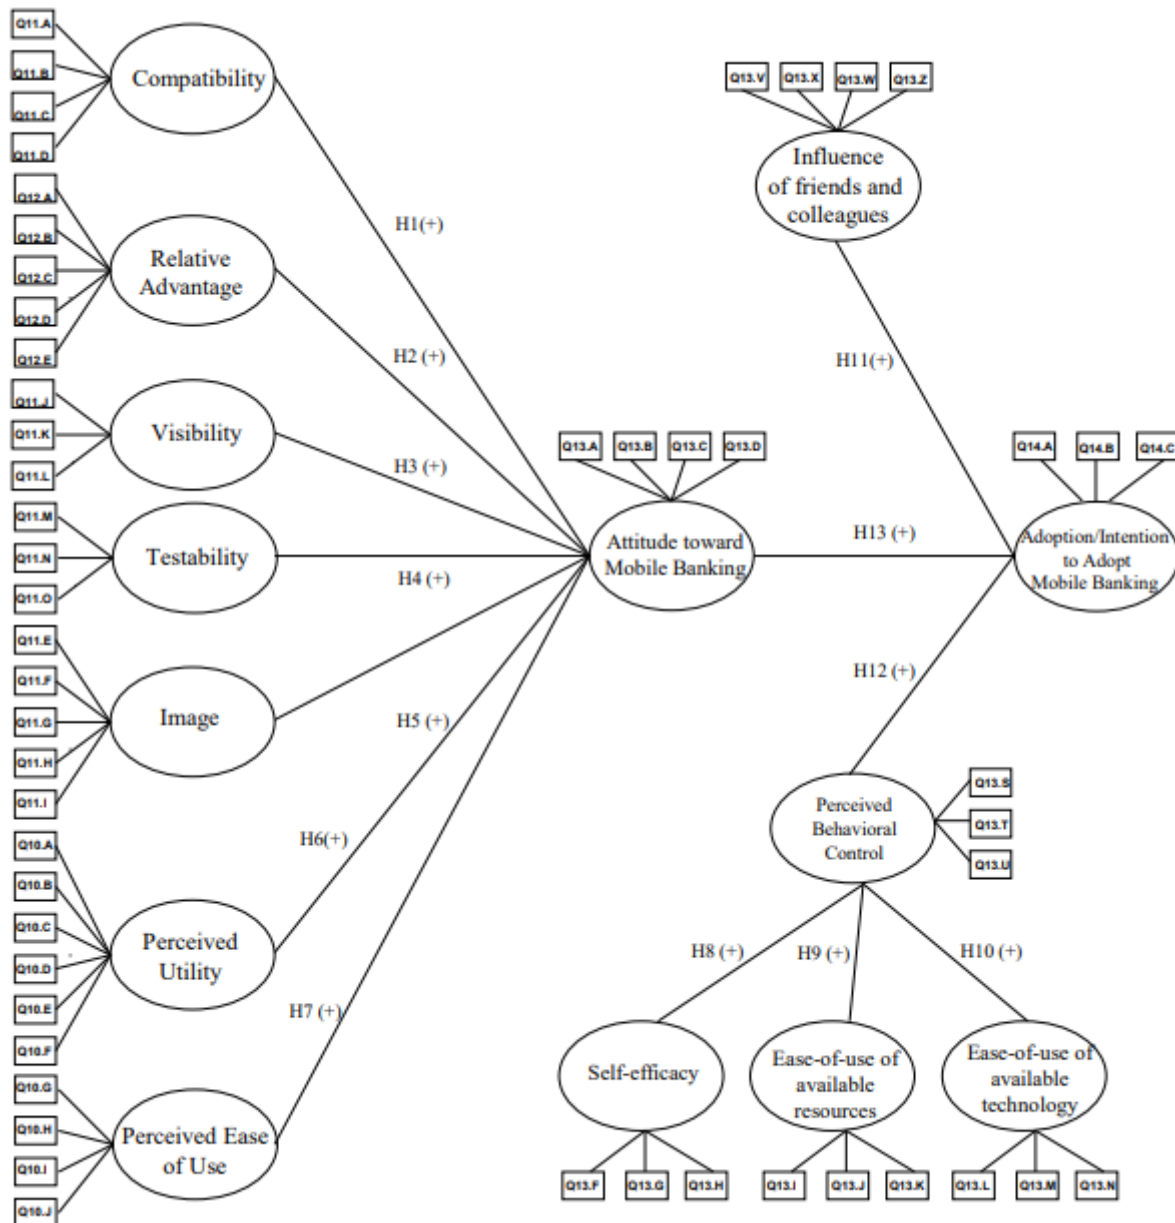 Q11.A
Q11.B
Q11.C
Q11.D
Compatibility
Q12.A
Q12.B
Q12.C
Q12.D
Q12.E
Relative
Advantage
Q11.J
Q11.K
Q11.L
Visibility
Q11.M
Q11.N
Q11.O
Testability
Q11.E
Q11.F
Q11.G
Q11.H
Q11.I
Image
Q10.A
Q10.B
Q10.C
Q10.D
Q10.E
Q10.F
Perceived
Utility
Q10.G
Q10.H
Q10.I
Q10.J
Perceived Ease
of Use
H1(+)
H2 (+)
H3 (+)
H4 (+)
H5 (+)
H6(+)
H7 (+)
Q13.A Q13.B Q13.C Q13.D
Attitude toward
Mobile Banking
Q13.V Q13.X Q13.W Q13.Z
Influence
of friends and
colleagues
H11(+)
H13 (+)
H12 (+)
Q14.A Q14.B Q14.C
Adoption/Intention
to Adopt
Mobile Banking
Perceived
Behavioral
Control
Q13.S
Q13.T
Q13.U
H8 (+) H9 (+) H10 (+)
Self-efficacy
Q13.F Q13.G Q13.H
Ease-of-use of
available
resources
Q13.I Q13.J Q13.K
Ease-of-use of
available
technology
Q13.L Q13.M Q13.N